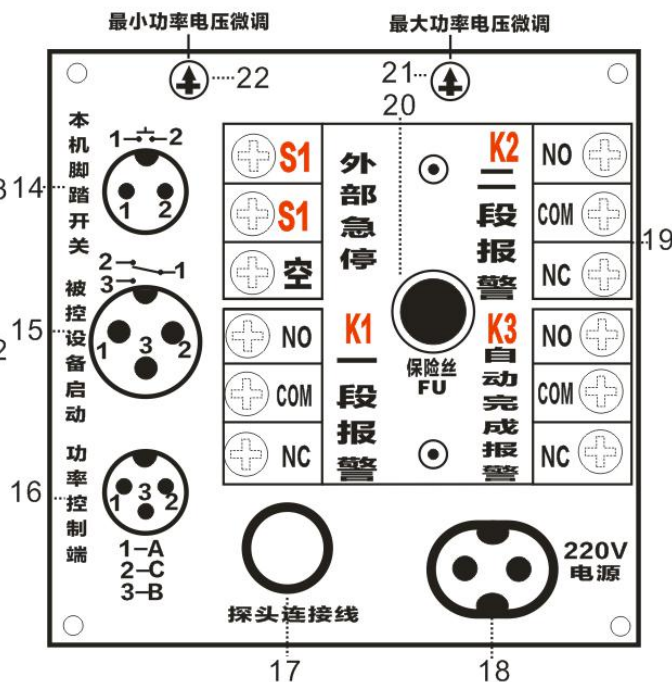 最小功率电压微调
最大功率电压微调
22
21
20
本机脚踏开关
1 2
14
1 2
S1
S1
空
外部急停
K2
二段报警
NO
COM
NC
19
2
3
1
被控设备启动
15
1 3 2
NO
COM
NC
K1
一段报警
保险丝
FU
K3
自动完成报警
NO
COM
NC
功率控制端
16
1 3 2
1-A
2-C
3-B
探头连接线
220V
电源
17
18